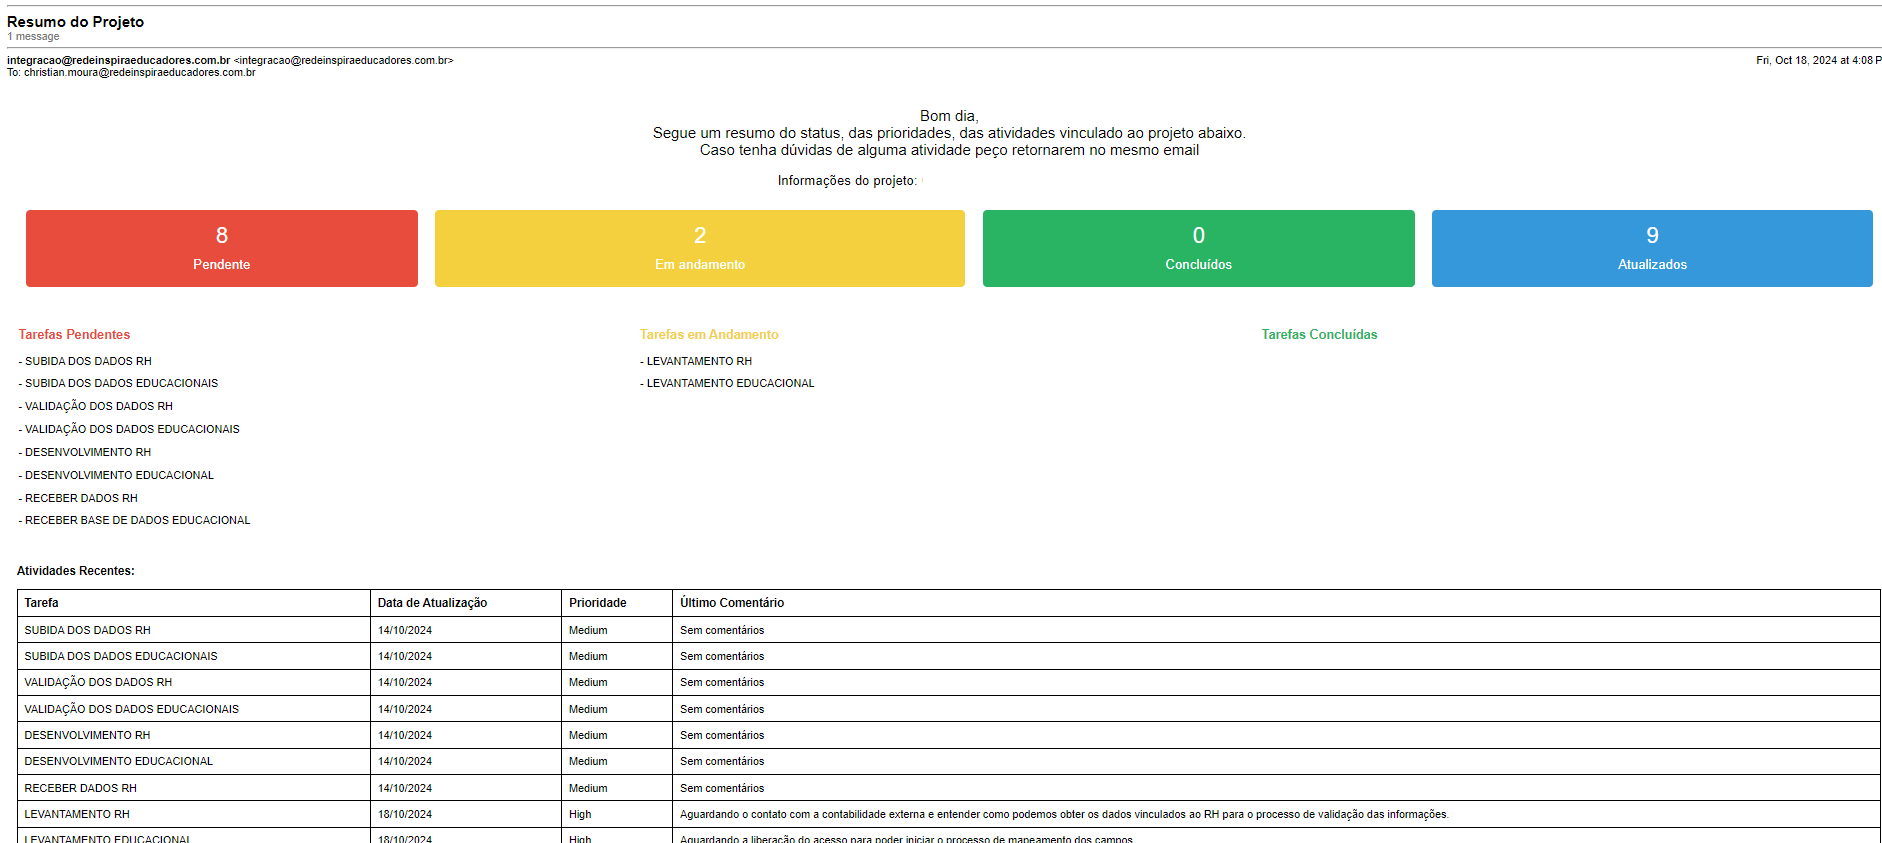 Resumo do Projeto
1 message
integracao@redeinspiraeducadores.com.br <integracao@redeinspiraeducadores.com.br>
Fri, Oct 18, 2024 at 4:08 P
To: christian.moura@redeinspiraeducadores.com.br
Bom dia,
Segue um resumo do status, das prioridades, das atividades vinculado ao projeto abaixo.
Caso tenha dúvidas de alguma atividade peço retornarem no mesmo email
Informações do projeto:
8
Pendente
2
Em andamento
0
Concluídos
9
Atualizados
Tarefas Pendentes
- SUBIDA DOS DADOS RH
- SUBIDA DOS DADOS EDUCACIONAIS
- VALIDAÇÃO DOS DADOS RH
- VALIDAÇÃO DOS DADOS EDUCACIONAIS
- DESENVOLVIMENTO RH
- DESENVOLVIMENTO EDUCACIONAL
- RECEBER DADOS RH
- RECEBER BASE DE DADOS EDUCACIONAL
Tarefas em Andamento
- LEVANTAMENTO RH
- LEVANTAMENTO EDUCACIONAL
Tarefas Concluídas
Atividades Recentes:
Tarefa Data de Atualização Prioridade Último Comentário
SUBIDA DOS DADOS RH 14/10/2024 Medium Sem comentários
SUBIDA DOS DADOS EDUCACIONAIS 14/10/2024 Medium Sem comentários
VALIDAÇÃO DOS DADOS RH 14/10/2024 Medium Sem comentários
VALIDAÇÃO DOS DADOS EDUCACIONAIS 14/10/2024 Medium Sem comentários
DESENVOLVIMENTO RH 14/10/2024 Medium Sem comentários
DESENVOLVIMENTO EDUCACIONAL 14/10/2024 Medium Sem comentários
RECEBER DADOS RH 14/10/2024 Medium Sem comentários
LEVANTAMENTO RH 18/10/2024 High Aguardando o contato com a contabilidade externa e entender como podemos obter os dados vinculados ao RH para o processo de validação das informações.
LEVANTAMENTO EDUCACIONAL 18/10/2024 High Aguardando a liberação do acesso para poder iniciar o processo de mapeamento dos campos